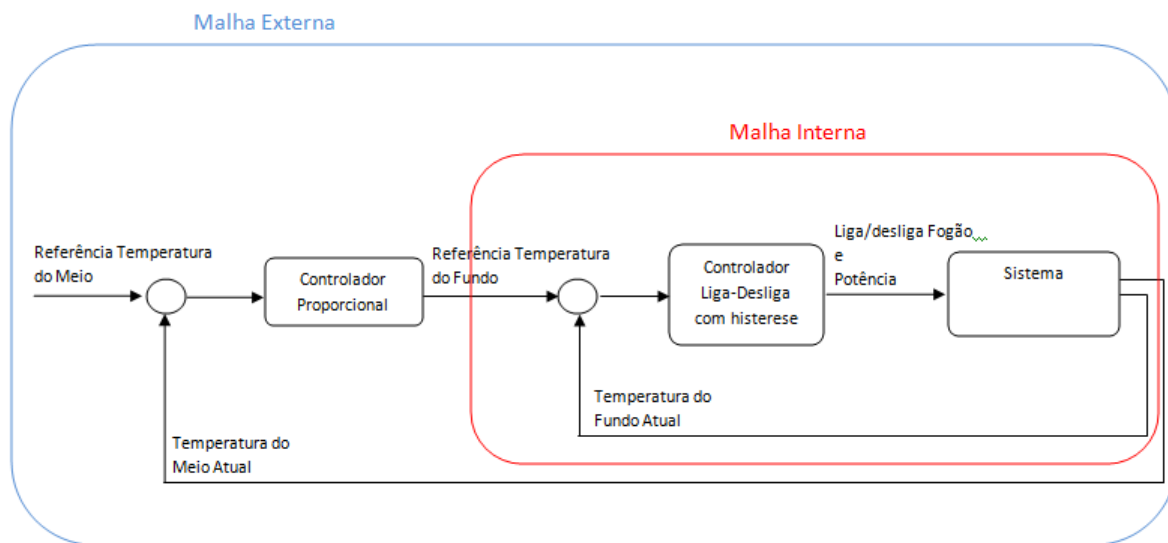 Malha Externa
Malha Interna
Referência Temperatura
do Meio
Controlador
Proporcional
Referência Temperatura
do Fundo
Controlador
Liga-Desliga
com histerese
Liga/desliga Fogão
e
Potência
Sistema
Temperatura do
Fundo Atual
Temperatura do
Meio Atual